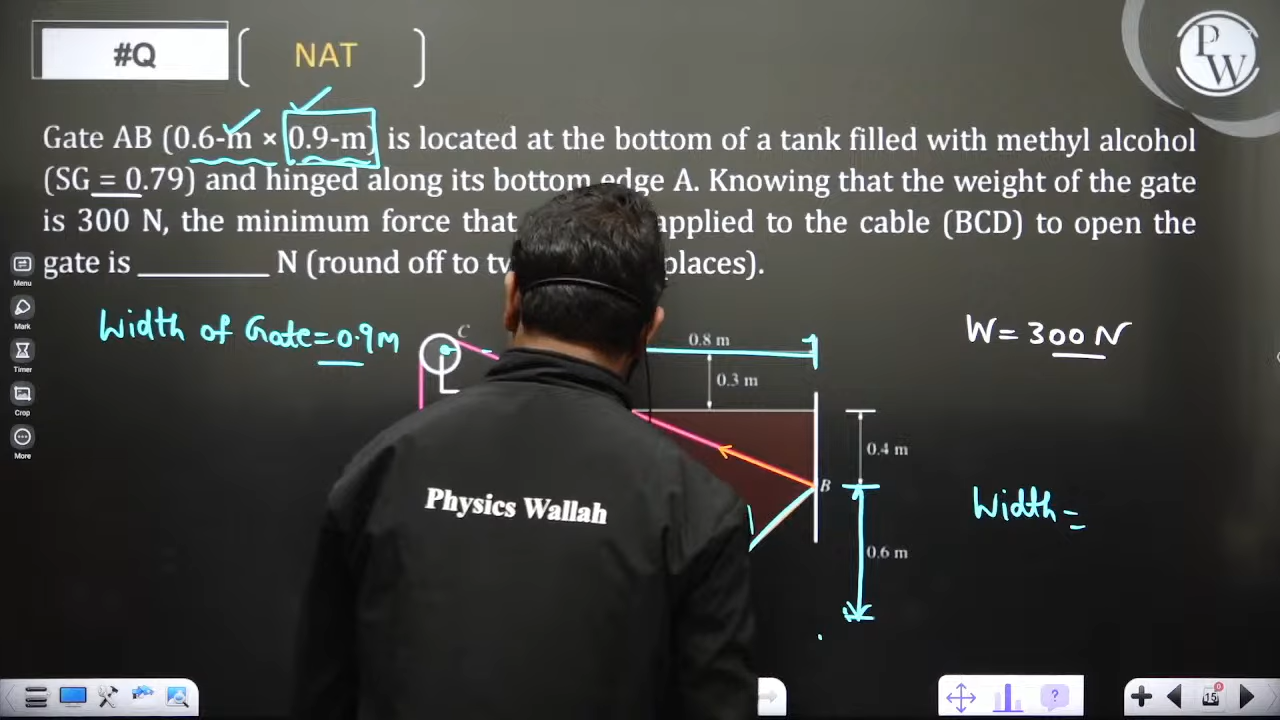 #Q
NAT
PW
Gate AB (0.6-m × 0.9-m) is located at the bottom of a tank filled with methyl alcohol
(SG = 0.79) and hinged along its bottom edge A. Knowing that the weight of the gate
is 300 N, the minimum force that applied to the cable (BCD) to open the
gate is __________ N (round off to places).
Width of Gate = 0.9m
C
0.8 m
W = 300 N
0.3 m
0.4 m
B
Width =
0.6 m
Physics Wallah
Menu
Mark
Timer
Crop
More
15